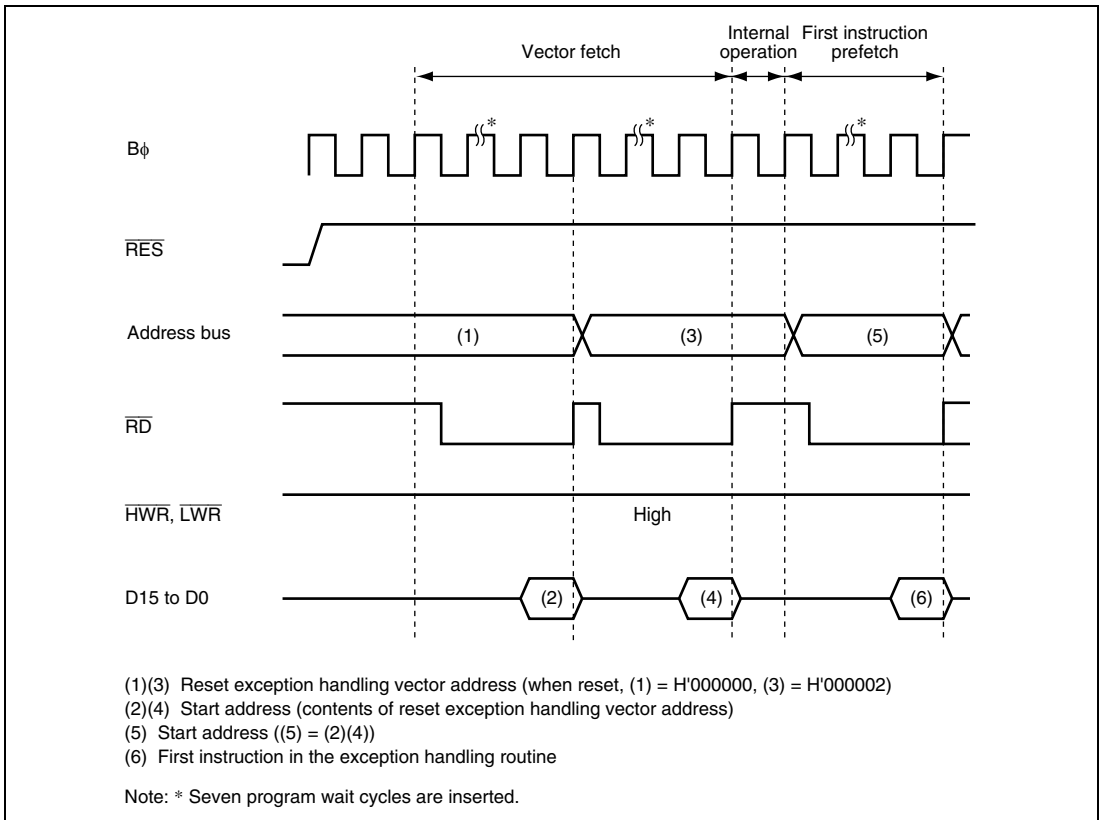 Vector fetch
Internal operation
First instruction prefetch
*
*
*
Bφ
RES
Address bus
(1)
(3)
(5)
RD
HWR, LWR
High
D15 to D0
(2)
(4)
(6)
(1)(3) Reset exception handling vector address (when reset, (1) = H'000000, (3) = H'000002)
(2)(4) Start address (contents of reset exception handling vector address)
(5) Start address ((5) = (2)(4))
(6) First instruction in the exception handling routine
Note: * Seven program wait cycles are inserted.